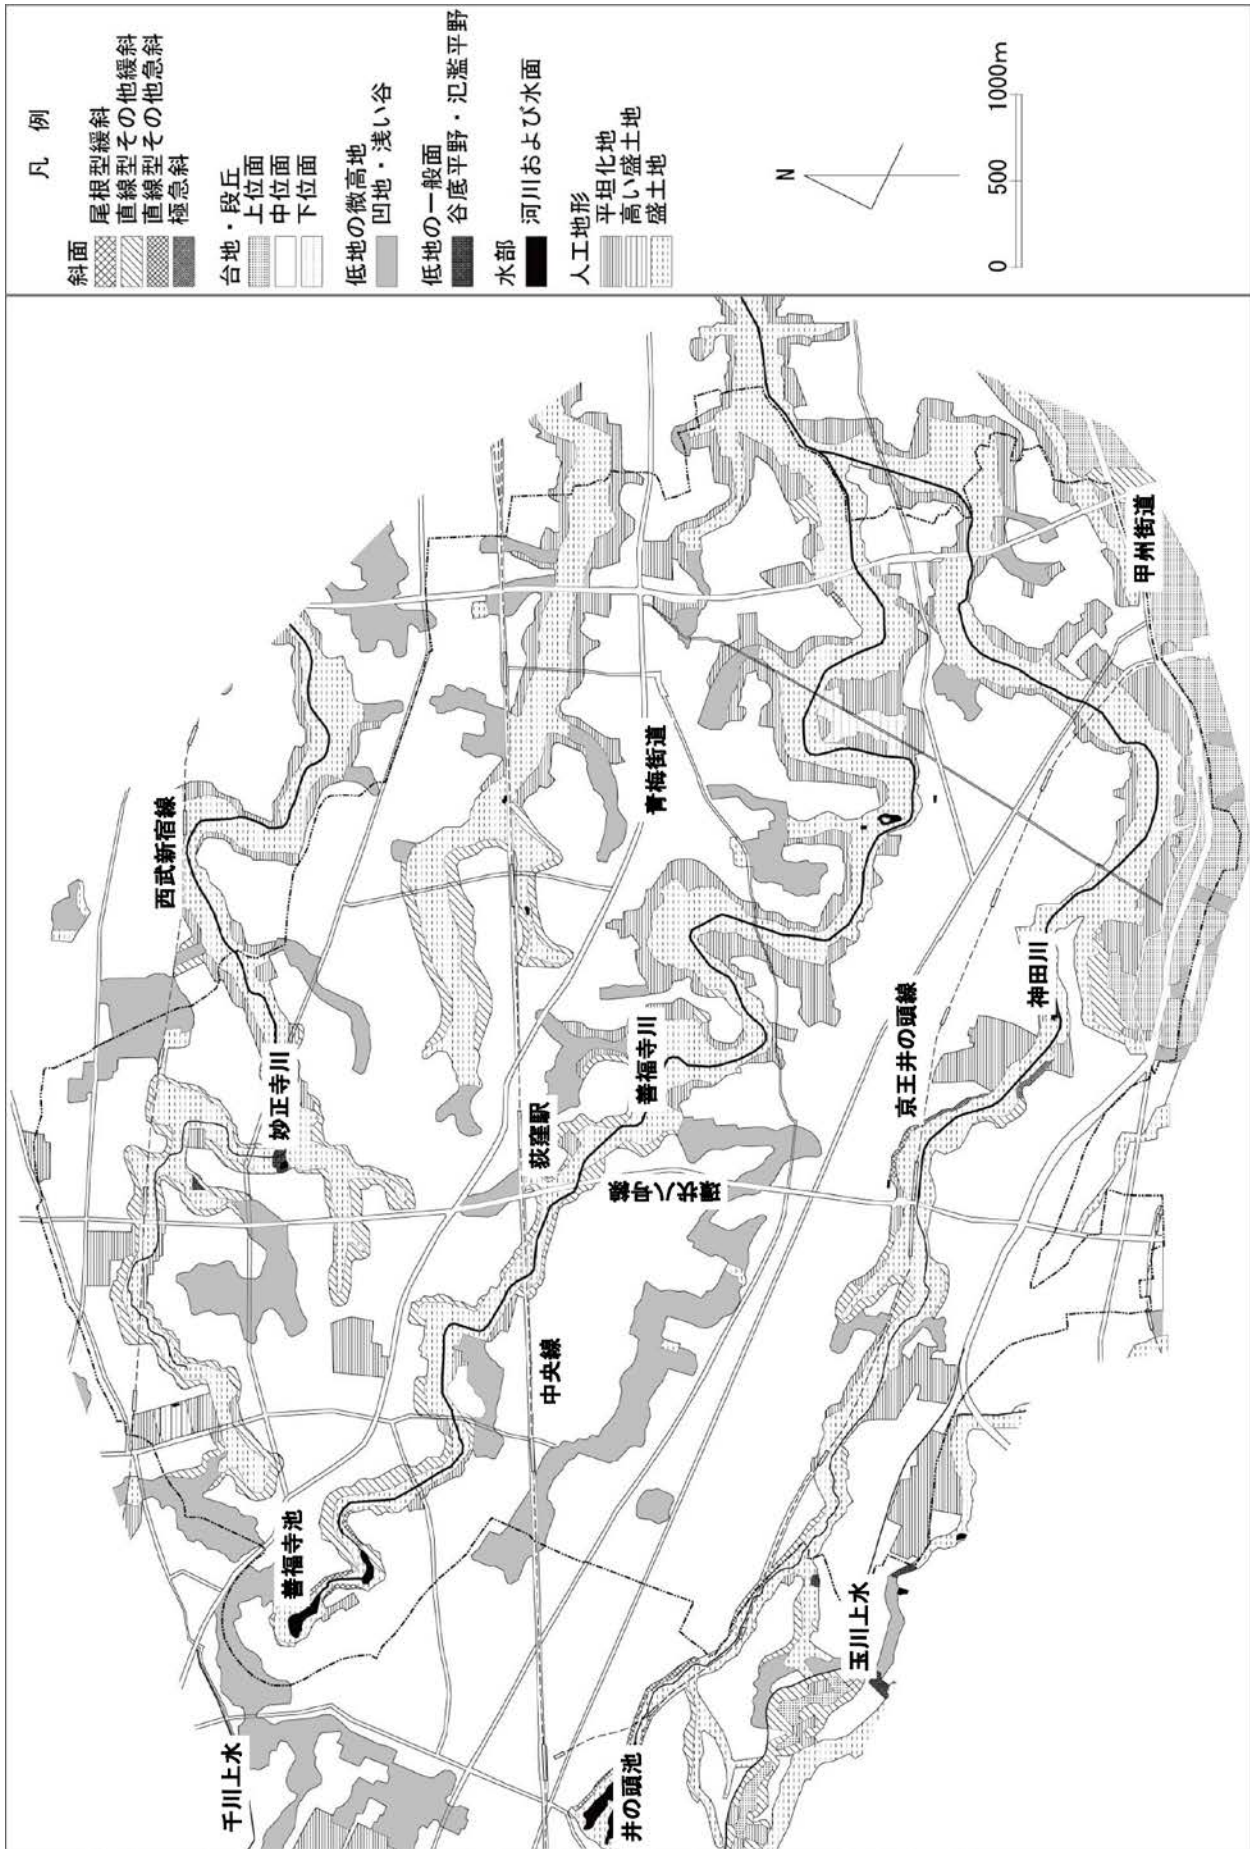 凡 例
斜面
尾根型緩斜
直線型その他緩斜
直線型その他急斜
極急斜
台地・段丘
上位面
中位面
下位面
低地の微高地
凹地・浅い谷
低地の一般面
谷底平野・氾濫平野
水部
河川および水面
人工地形
平坦化地
高い盛土地
盛土地
N
0 500 1000m
西武新宿線
妙正寺川
青梅街道
善福寺川
荻窪駅
環状八号線
中央線
善福寺池
千川上水
井の頭池
玉川上水
京王井の頭線
神田川
甲州街道